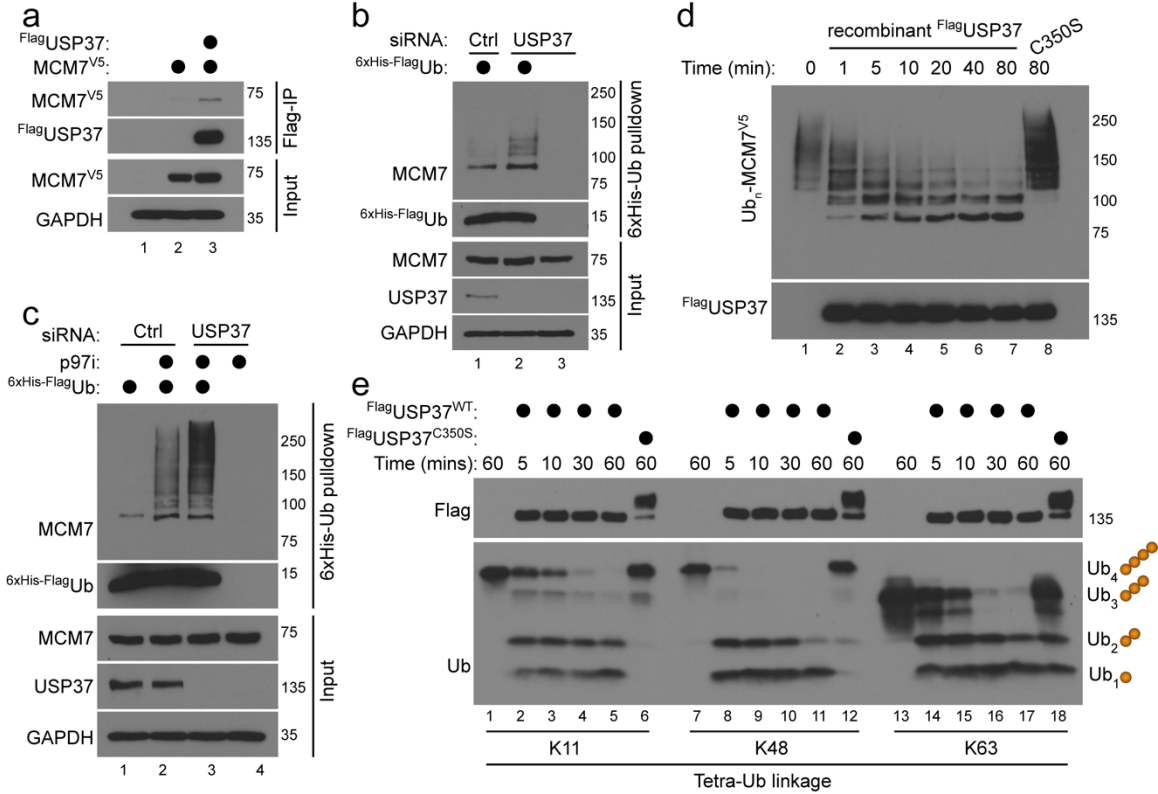 a
FlagUSP37:
MCM7V5:
MCM7V5
75
FlagUSP37
135
Flag-IP
MCM7V5
75
GAPDH
35
Input
1 2 3
b
siRNA: Ctrl USP37
6xHis-FlagUb:
250
150
100
MCM7
75
6xHis-FlagUb
15
6xHis-Ub pulldown
MCM7
75
USP37
135
GAPDH
35
Input
1 2 3
c
siRNA: Ctrl USP37
p97i:
6xHis-FlagUb:
250
150
100
MCM7
75
6xHis-FlagUb
15
6xHis-Ub pulldown
MCM7
75
USP37
135
GAPDH
35
Input
1 2 3 4
d
recombinant FlagUSP37 C350S
Time (min): 0 1 5 10 20 40 80 80
Ubn-MCM7V5
250
150
100
75
FlagUSP37
135
1 2 3 4 5 6 7 8
e
FlagUSP37WT:
FlagUSP37C350S:
Time (mins): 60 5 10 30 60 60 60 5 10 30 60 60 60 5 10 30 60 60
Flag
135
Ub4
Ub3
Ub2
Ub
Ub1
1 2 3 4 5 6 7 8 9 10 11 12 13 14 15 16 17 18
K11 K48 K63
Tetra-Ub linkage